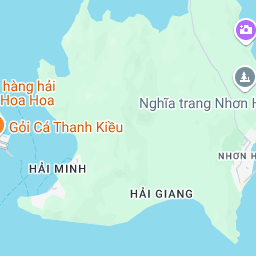 hàng hải
Hoa Hoa
Nghĩa trang Nhơn H
Gỏi Cá Thanh Kiều
NHƠN H
HẢI MINH
HẢI GIANG